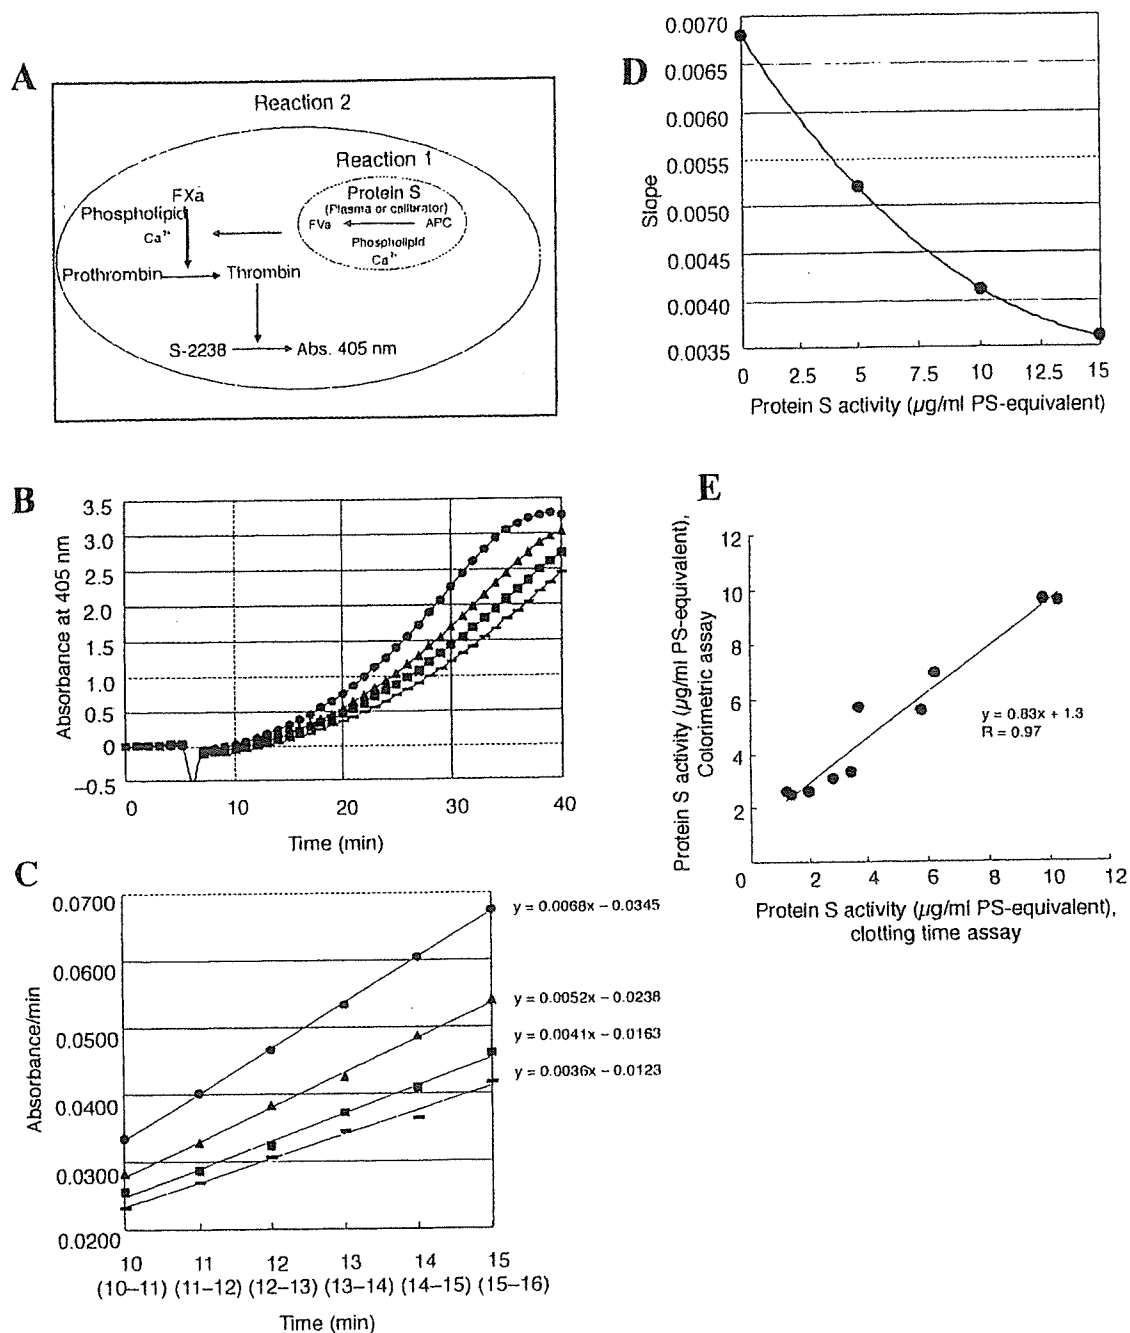 A
Reaction 2
Reaction 1
Protein S
(Plasma or calibrator)
FVa
APC
Phospholipid
Ca²⁺
FXa
Phospholipid
Ca²⁺
Prothrombin
Thrombin
S-2238
Abs. 405 nm
B
Absorbance at 405 nm
3.5
3.0
2.5
2.0
1.5
1.0
0.5
0
–0.5
0 10 20 30 40
Time (min)
C
Absorbance/min
0.0700
0.0600
0.0500
0.0400
0.0300
0.0200
y = 0.0068x – 0.0345
y = 0.0052x – 0.0238
y = 0.0041x – 0.0163
y = 0.0036x – 0.0123
10 11 12 13 14 15
(10–11) (11–12) (12–13) (13–14) (14–15) (15–16)
Time (min)
D
Slope
0.0070
0.0065
0.0060
0.0055
0.0050
0.0045
0.0040
0.0035
0 2.5 5 7.5 10 12.5 15
Protein S activity (µg/ml PS-equivalent)
E
Protein S activity (µg/ml PS-equivalent),
Colorimetric assay
12
10
8
6
4
2
y = 0.83x + 1.3
R = 0.97
0 2 4 6 8 10 12
Protein S activity (µg/ml PS-equivalent),
clotting time assay